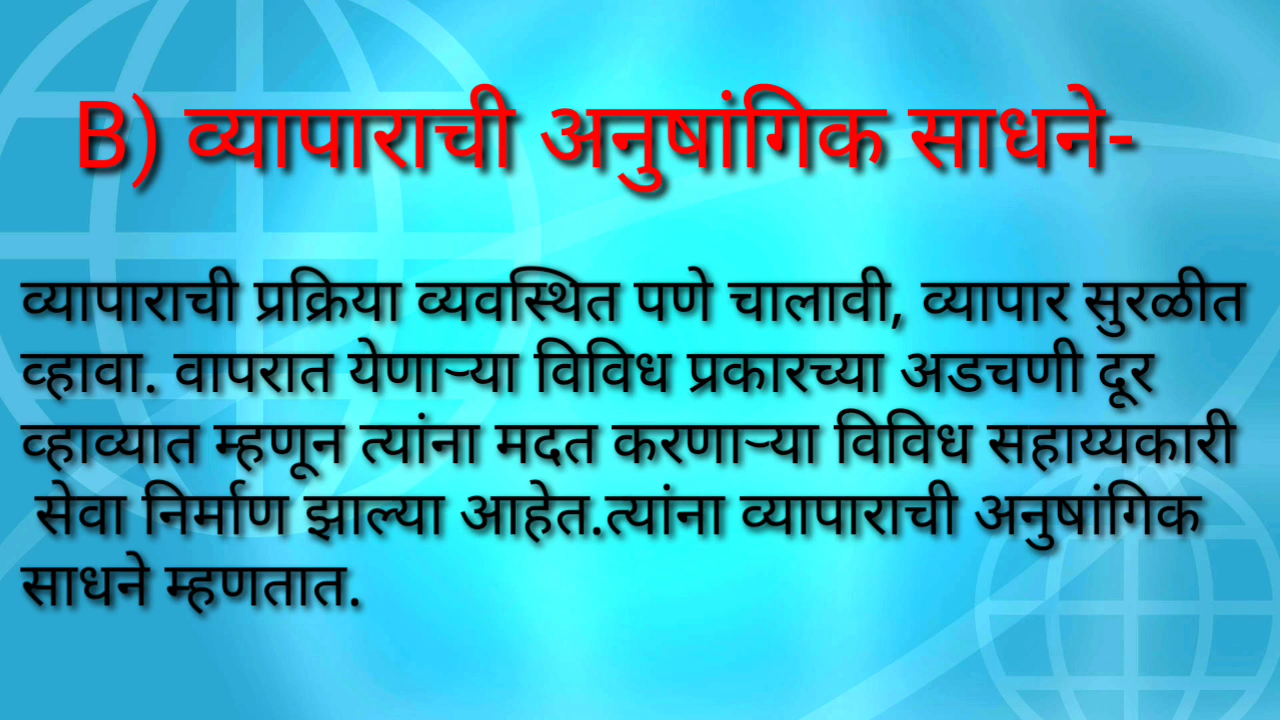 B) व्यापाराची अनुषांगिक साधने-
व्यापाराची प्रक्रिया व्यवस्थित पणे चालावी, व्यापार सुरळीत
व्हावा. वापरात येणाऱ्या विविध प्रकारच्या अडचणी दूर
व्हाव्यात म्हणून त्यांना मदत करणाऱ्या विविध सहाय्यकारी
सेवा निर्माण झाल्या आहेत.त्यांना व्यापाराची अनुषांगिक
साधने म्हणतात.